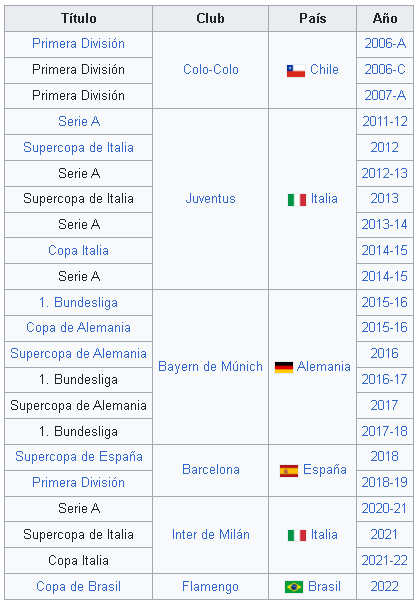 Título Club País Año
Primera División Colo-Colo Chile 2006-A
Primera División 2006-C
Primera División 2007-A
Serie A Juventus Italia 2011-12
Supercopa de Italia 2012
Serie A 2012-13
Supercopa de Italia 2013
Serie A 2013-14
Copa Italia 2014-15
Serie A 2014-15
1. Bundesliga Bayern de Múnich Alemania 2015-16
Copa de Alemania 2015-16
Supercopa de Alemania 2016
1. Bundesliga 2016-17
Supercopa de Alemania 2017
1. Bundesliga 2017-18
Supercopa de España Barcelona España 2018
Primera División 2018-19
Serie A Inter de Milán Italia 2020-21
Supercopa de Italia 2021
Copa Italia 2021-22
Copa de Brasil Flamengo Brasil 2022